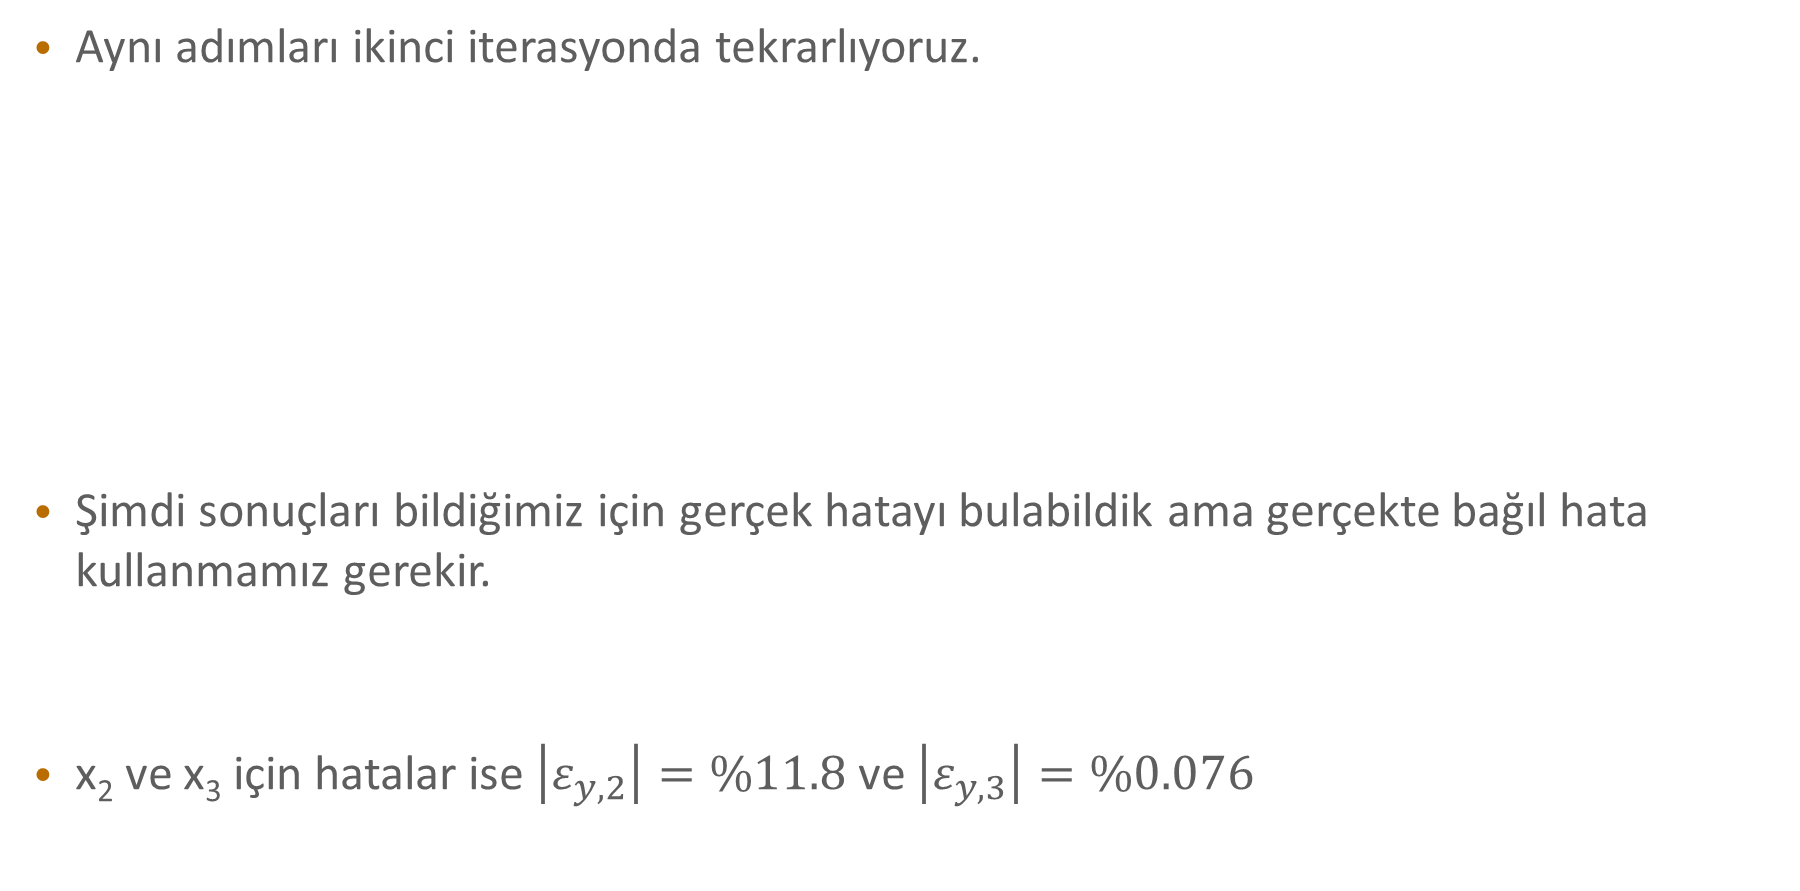 • Aynı adımları ikinci iterasyonda tekrarlıyoruz.
• Şimdi sonuçları bildiğimiz için gerçek hatayı bulabildik ama gerçekte bağıl hata
kullanmamız gerekir.
• x₂ ve x₃ için hatalar ise |ε_{y,2}| = %11.8 ve |ε_{y,3}| = %0.076